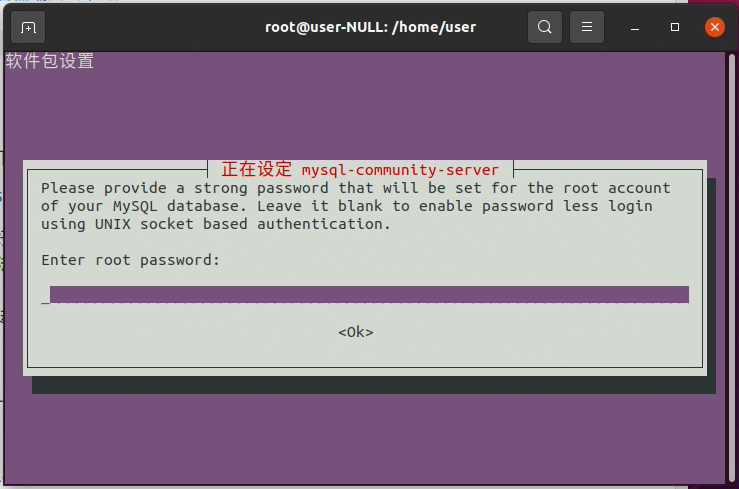 root@user-NULL: /home/user
软件包设置
正在设定 mysql-community-server
Please provide a strong password that will be set for the root account
of your MySQL database. Leave it blank to enable password less login
using UNIX socket based authentication.
Enter root password:
<Ok>